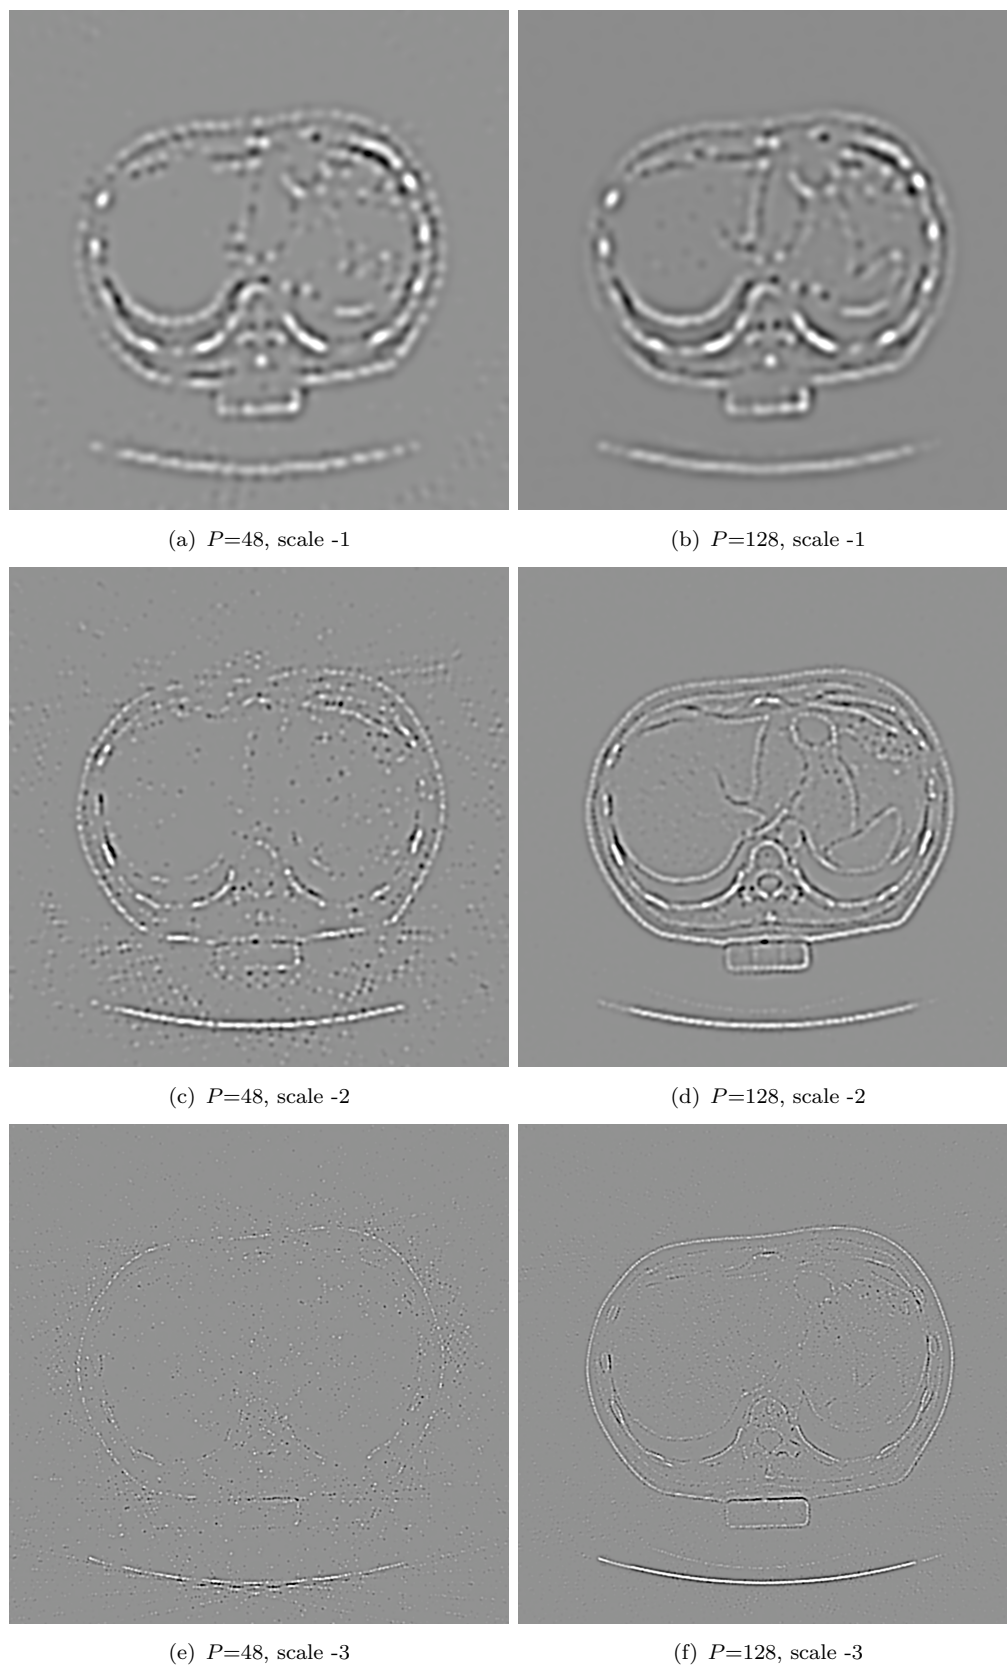 (a) P=48, scale -1
(b) P=128, scale -1
(c) P=48, scale -2
(d) P=128, scale -2
(e) P=48, scale -3
(f) P=128, scale -3